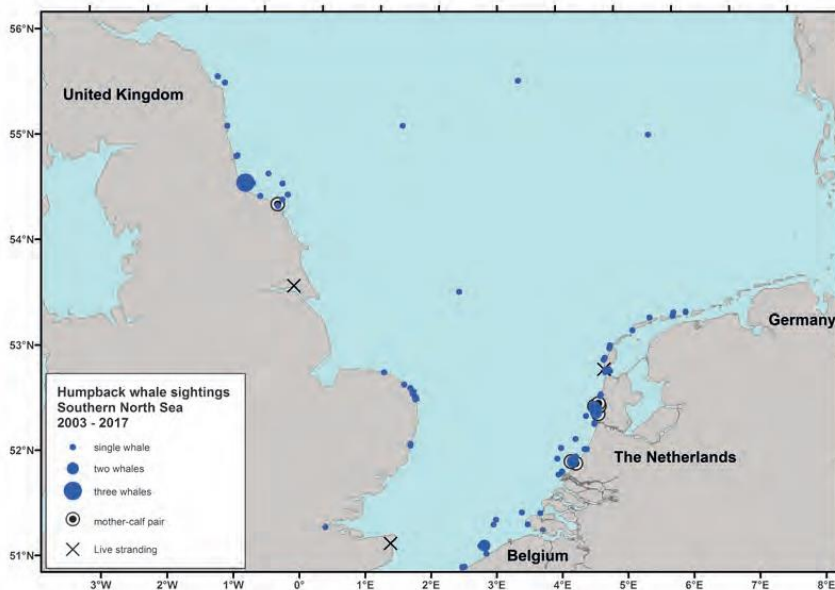 56°N
United Kingdom
55°N
54°N
53°N
Germany
Humpback whale sightings
Southern North Sea
2003 - 2017
single whale
two whales
three whales
mother-calf pair
Live stranding
52°N
The Netherlands
51°N
Belgium
3°W 2°W 1°W 0° 1°E 2°E 3°E 4°E 5°E 6°E 7°E 8°E